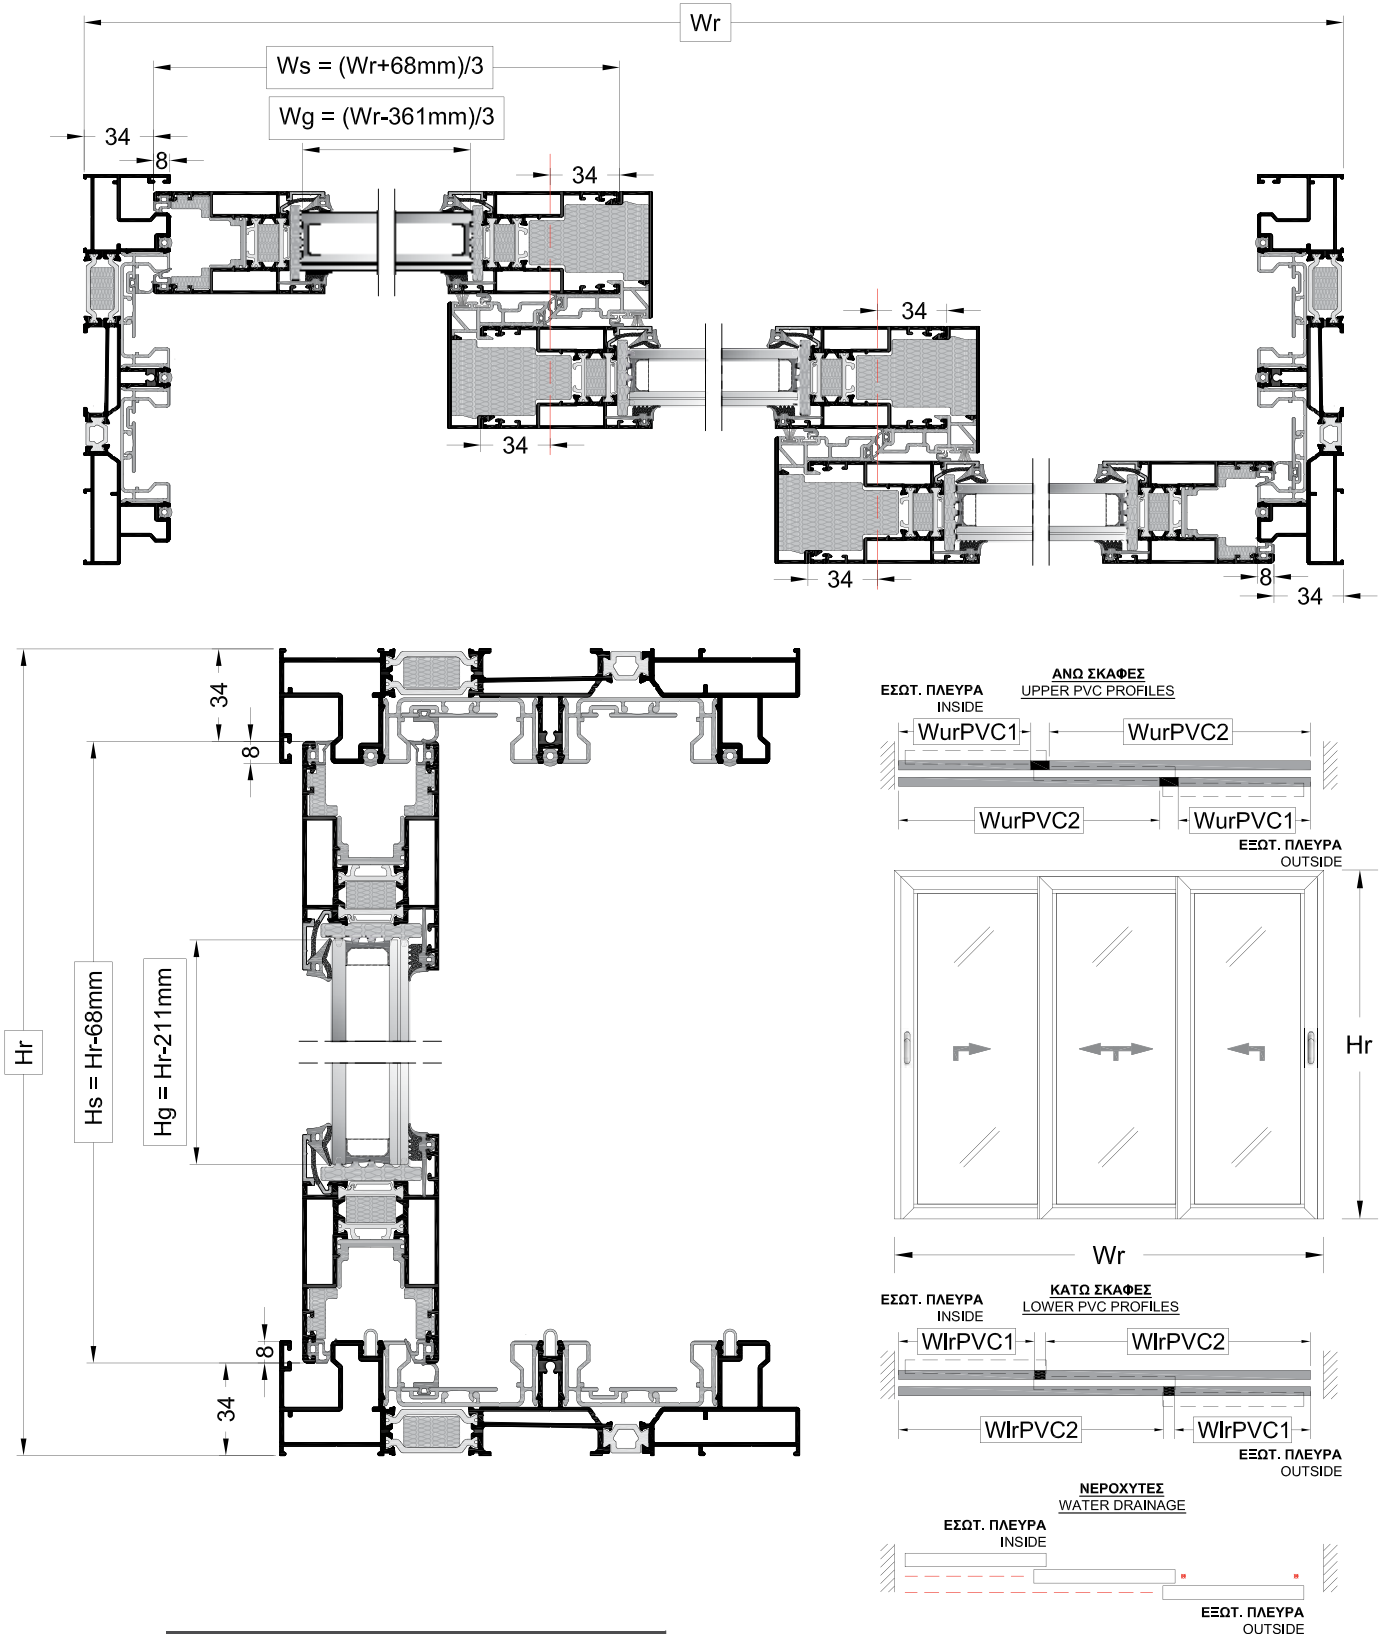 Wr
Ws = (Wr+68mm)/3
Wg = (Wr-361mm)/3
34
8
34
34
34
34
8
34
34
8
Hr
Hs = Hr-68mm
Hg = Hr-211mm
8
34
ΑΝΩ ΣΚΑΦΕΣ
UPPER PVC PROFILES
ΕΣΩΤ. ΠΛΕΥΡΑ
INSIDE
WurPVC1 WurPVC2
WurPVC2 WurPVC1
ΕΞΩΤ. ΠΛΕΥΡΑ
OUTSIDE
Hr
Wr
ΚΑΤΩ ΣΚΑΦΕΣ
LOWER PVC PROFILES
ΕΣΩΤ. ΠΛΕΥΡΑ
INSIDE
WlrPVC1 WlrPVC2
WlrPVC2 WlrPVC1
ΕΞΩΤ. ΠΛΕΥΡΑ
OUTSIDE
ΝΕΡΟΧΥΤΕΣ
WATER DRAINAGE
ΕΣΩΤ. ΠΛΕΥΡΑ
INSIDE
ΕΞΩΤ. ΠΛΕΥΡΑ
OUTSIDE